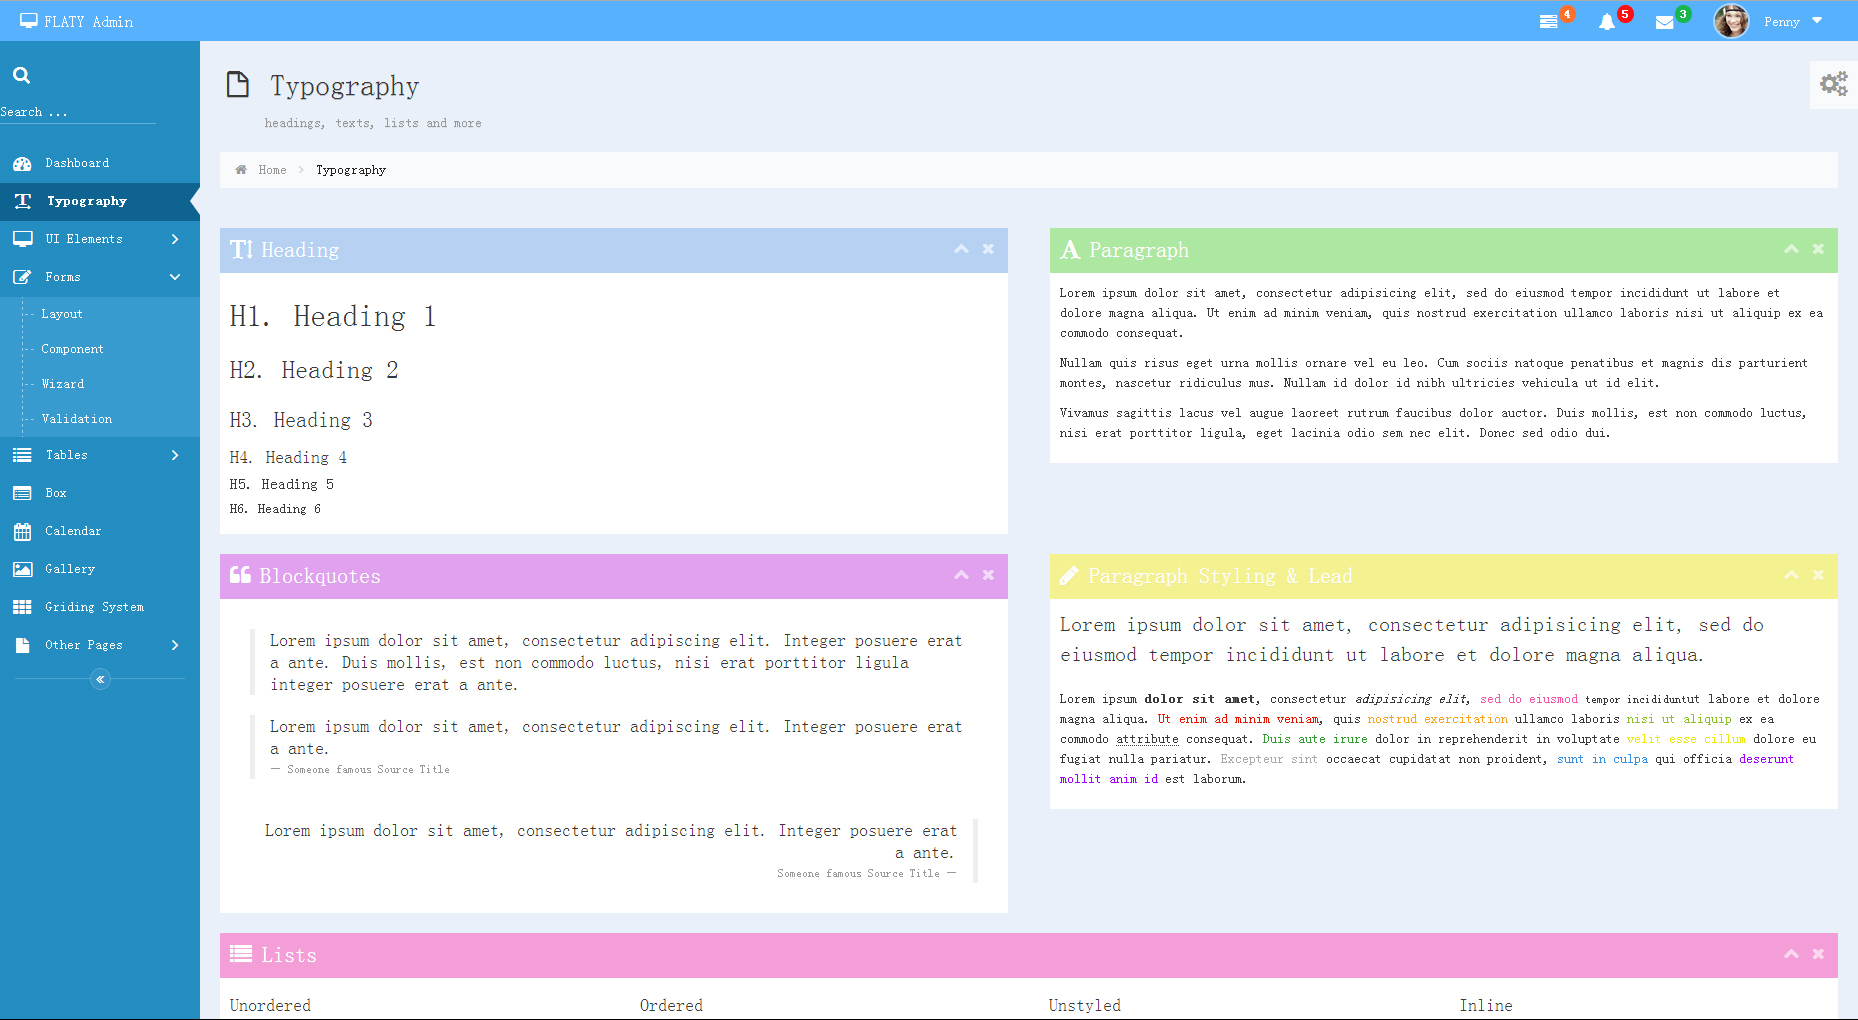 FLATY Admin
4
5
3
Penny
Search ...
Dashboard
Typography
UI Elements
Forms
Layout
Component
Wizard
Validation
Tables
Box
Calendar
Gallery
Griding System
Other Pages
Typography
headings, texts, lists and more
Home
Typography
Heading
H1. Heading 1
H2. Heading 2
H3. Heading 3
H4. Heading 4
H5. Heading 5
H6. Heading 6
Paragraph
Lorem ipsum dolor sit amet, consectetur adipisicing elit, sed do eiusmod tempor incididunt ut labore et
dolore magna aliqua. Ut enim ad minim veniam, quis nostrud exercitation ullamco laboris nisi ut aliquip ex ea
commodo consequat.
Nullam quis risus eget urna mollis ornare vel eu leo. Cum sociis natoque penatibus et magnis dis parturient
montes, nascetur ridiculus mus. Nullam id dolor id nibh ultricies vehicula ut id elit.
Vivamus sagittis lacus vel augue laoreet rutrum faucibus dolor auctor. Duis mollis, est non commodo luctus,
nisi erat porttitor ligula, eget lacinia odio sem nec elit. Donec sed odio dui.
Blockquotes
Lorem ipsum dolor sit amet, consectetur adipiscing elit. Integer posuere erat
a ante. Duis mollis, est non commodo luctus, nisi erat porttitor ligula
integer posuere erat a ante.
Lorem ipsum dolor sit amet, consectetur adipiscing elit. Integer posuere erat
a ante.
— Someone famous Source Title
Lorem ipsum dolor sit amet, consectetur adipiscing elit. Integer posuere erat
a ante.
Someone famous Source Title —
Paragraph Styling & Lead
Lorem ipsum dolor sit amet, consectetur adipisicing elit, sed do
eiusmod tempor incididunt ut labore et dolore magna aliqua.
Lorem ipsum dolor sit amet, consectetur adipisicing elit, sed do eiusmod tempor incididuntut labore et dolore
magna aliqua. Ut enim ad minim veniam, quis nostrud exercitation ullamco laboris nisi ut aliquip ex ea
commodo attribute consequat. Duis aute irure dolor in reprehenderit in voluptate velit esse cillum dolore eu
fugiat nulla pariatur. Excepteur sint occaecat cupidatat non proident, sunt in culpa qui officia deserunt
mollit anim id est laborum.
Lists
Unordered
Ordered
Unstyled
Inline